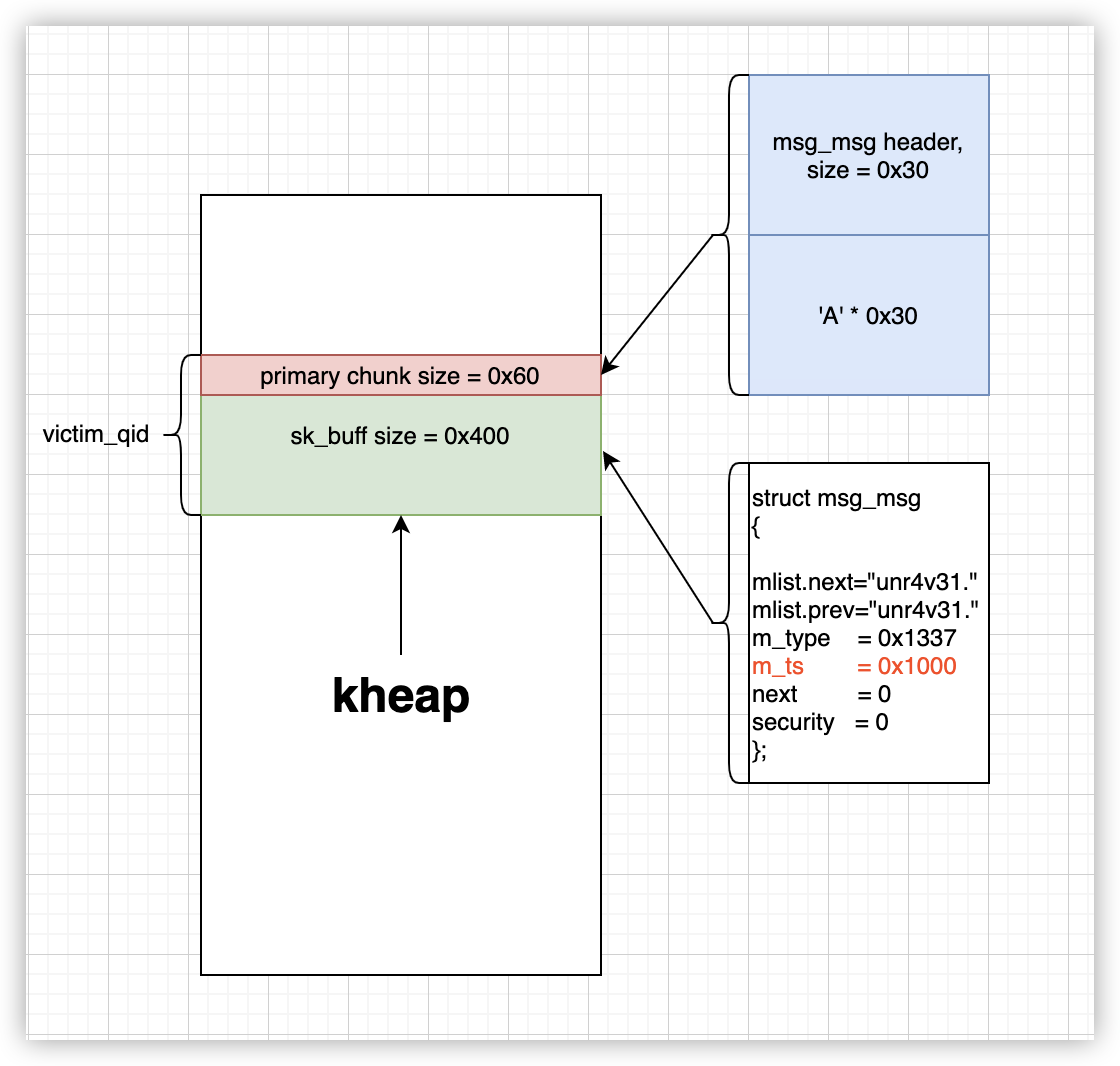 msg_msg header,
size = 0x30
'A' * 0x30
primary chunk size = 0x60
victim_qid
sk_buff size = 0x400
kheap
struct msg_msg
{
mlist.next="unr4v31."
mlist.prev="unr4v31."
m_type = 0x1337
m_ts = 0x1000
next = 0
security = 0
};